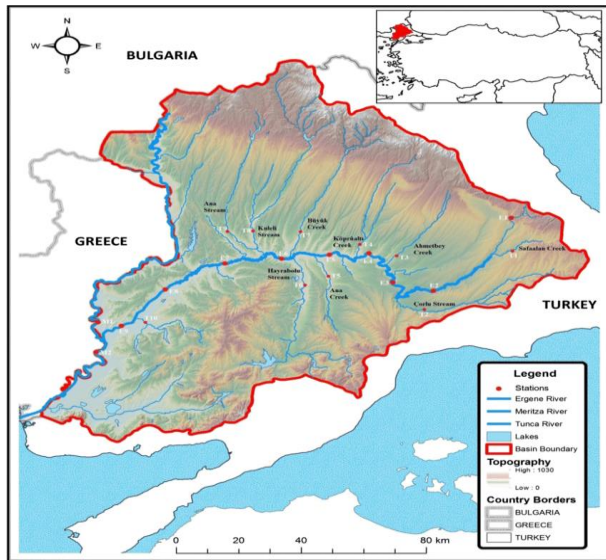 N
W
E
S
BULGARIA
GREECE
TURKEY
Ana
Stream
Kuleli
Stream
Büyük
Creek
Ahmetbey
Creek
Safaalan Creek
Hayrabolu
Stream
Ana
Creek
Çorlu Stream
Legend
Stations
Ergene River
Meritza River
Tunca River
Lakes
Basin Boundary
Topography
High : 1030
Low : 0
Country Borders
BULGARIA
GREECE
TURKEY
0 20 40 80 km